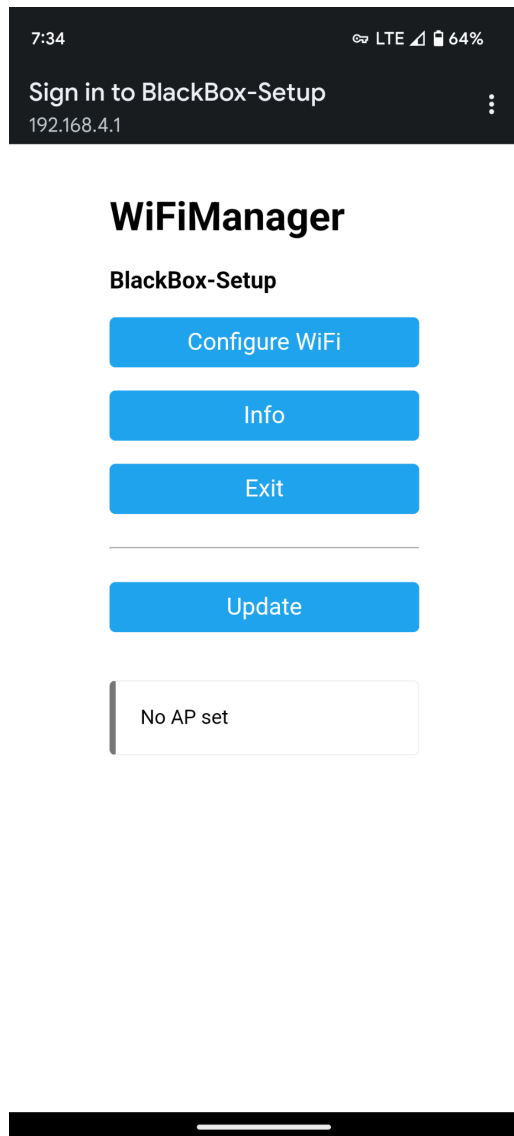 7:34 LTE 64%
Sign in to BlackBox-Setup
192.168.4.1
WiFiManager
BlackBox-Setup
Configure WiFi
Info
Exit
Update
No AP set